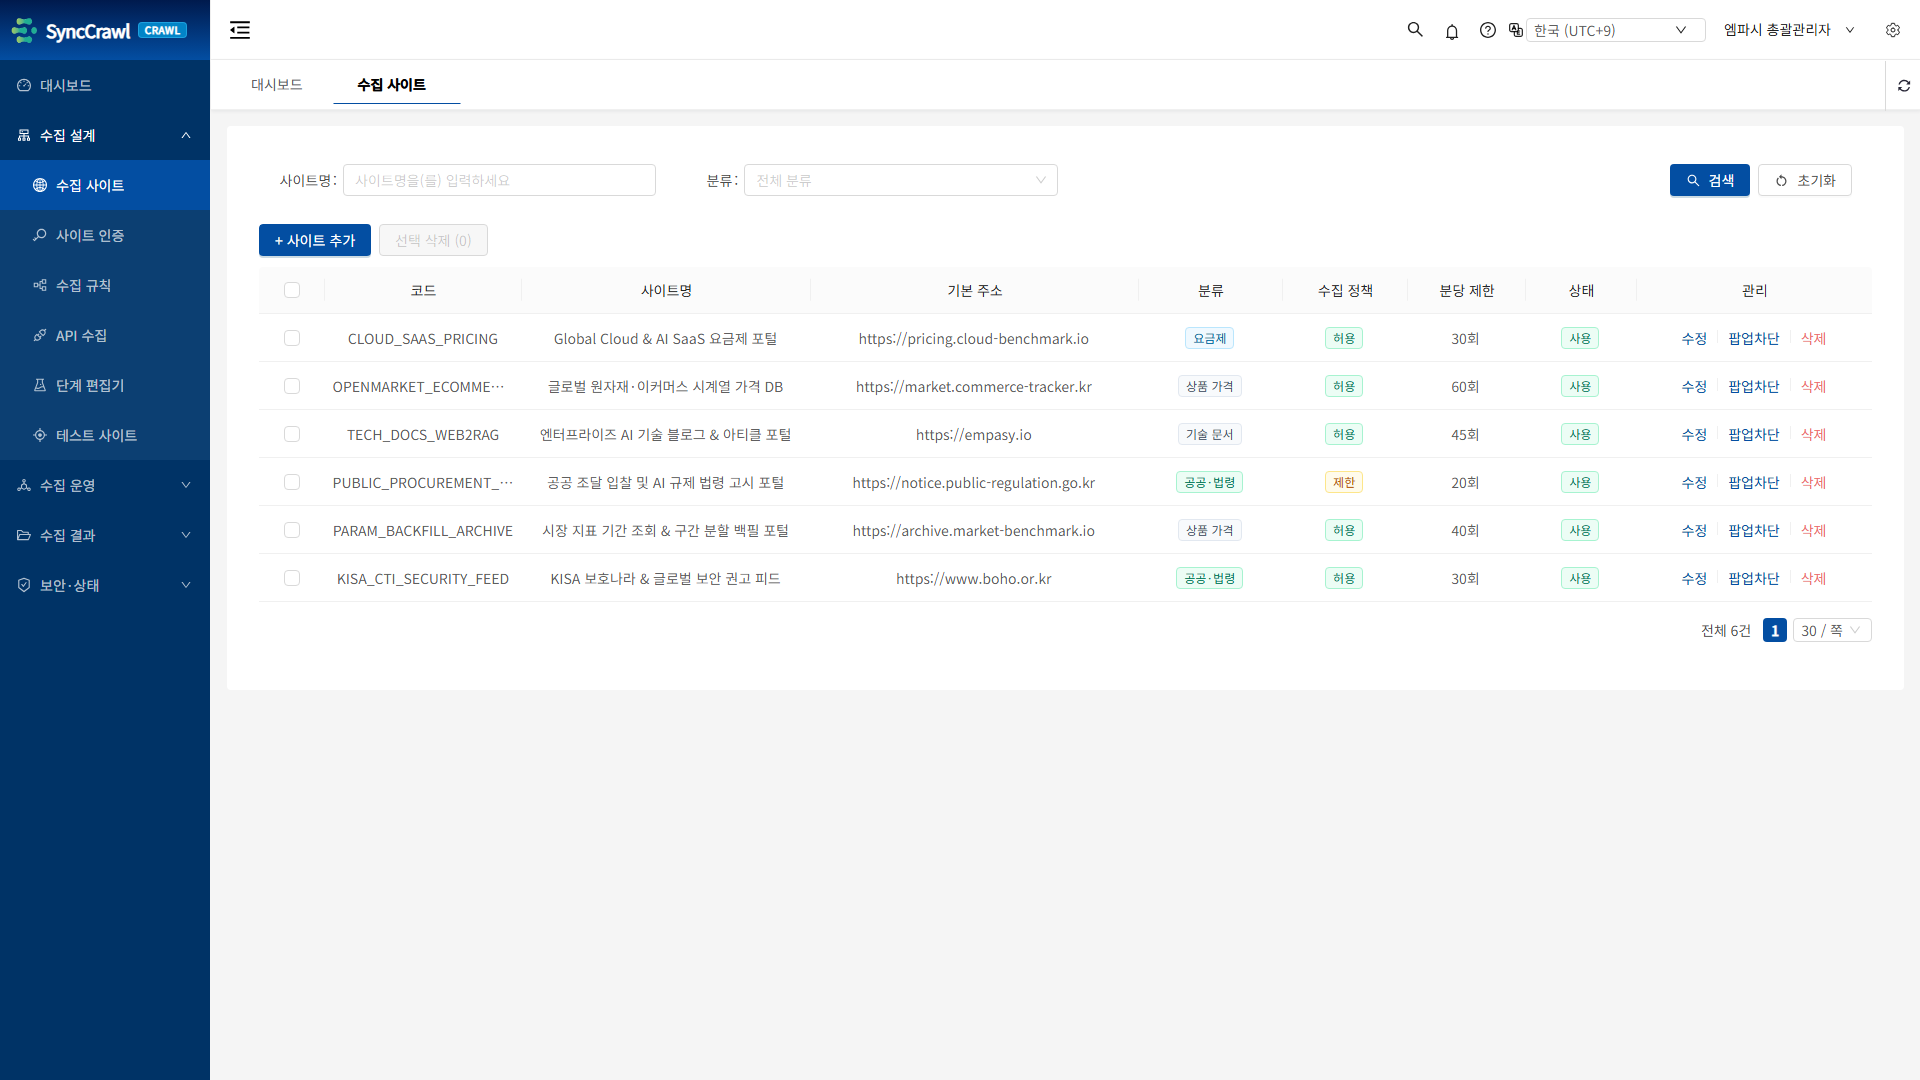 SyncCrawl CRAWL
한국 (UTC+9)
엠파시 총괄관리자
대시보드
수집 설계
수집 사이트
사이트 인증
수집 규칙
API 수집
단계 편집기
테스트 사이트
수집 운영
수집 결과
보안·상태
대시보드 수집 사이트
사이트명: 사이트명을(를) 입력하세요 분류: 전체 분류 검색 초기화
+ 사이트 추가 선택 삭제 (0)
코드 사이트명 기본 주소 분류 수집 정책 분당 제한 상태 관리
CLOUD_SAAS_PRICING Global Cloud & AI SaaS 요금제 포털 https://pricing.cloud-benchmark.io 요금제 허용 30회 사용 수정 팝업차단 삭제
OPENMARKET_ECOMME··· 글로벌 원자재·이커머스 시계열 가격 DB https://market.commerce-tracker.kr 상품 가격 허용 60회 사용 수정 팝업차단 삭제
TECH_DOCS_WEB2RAG 엔터프라이즈 AI 기술 블로그 & 아티클 포털 https://empasy.io 기술 문서 허용 45회 사용 수정 팝업차단 삭제
PUBLIC_PROCUREMENT_··· 공공 조달 입찰 및 AI 규제 법령 고시 포털 https://notice.public-regulation.go.kr 공공·법령 제한 20회 사용 수정 팝업차단 삭제
PARAM_BACKFILL_ARCHIVE 시장 지표 기간 조회 & 구간 분할 백필 포털 https://archive.market-benchmark.io 상품 가격 허용 40회 사용 수정 팝업차단 삭제
KISA_CTI_SECURITY_FEED KISA 보호나라 & 글로벌 보안 권고 피드 https://www.boho.or.kr 공공·법령 허용 30회 사용 수정 팝업차단 삭제
전체 6건 1 30 / 쪽